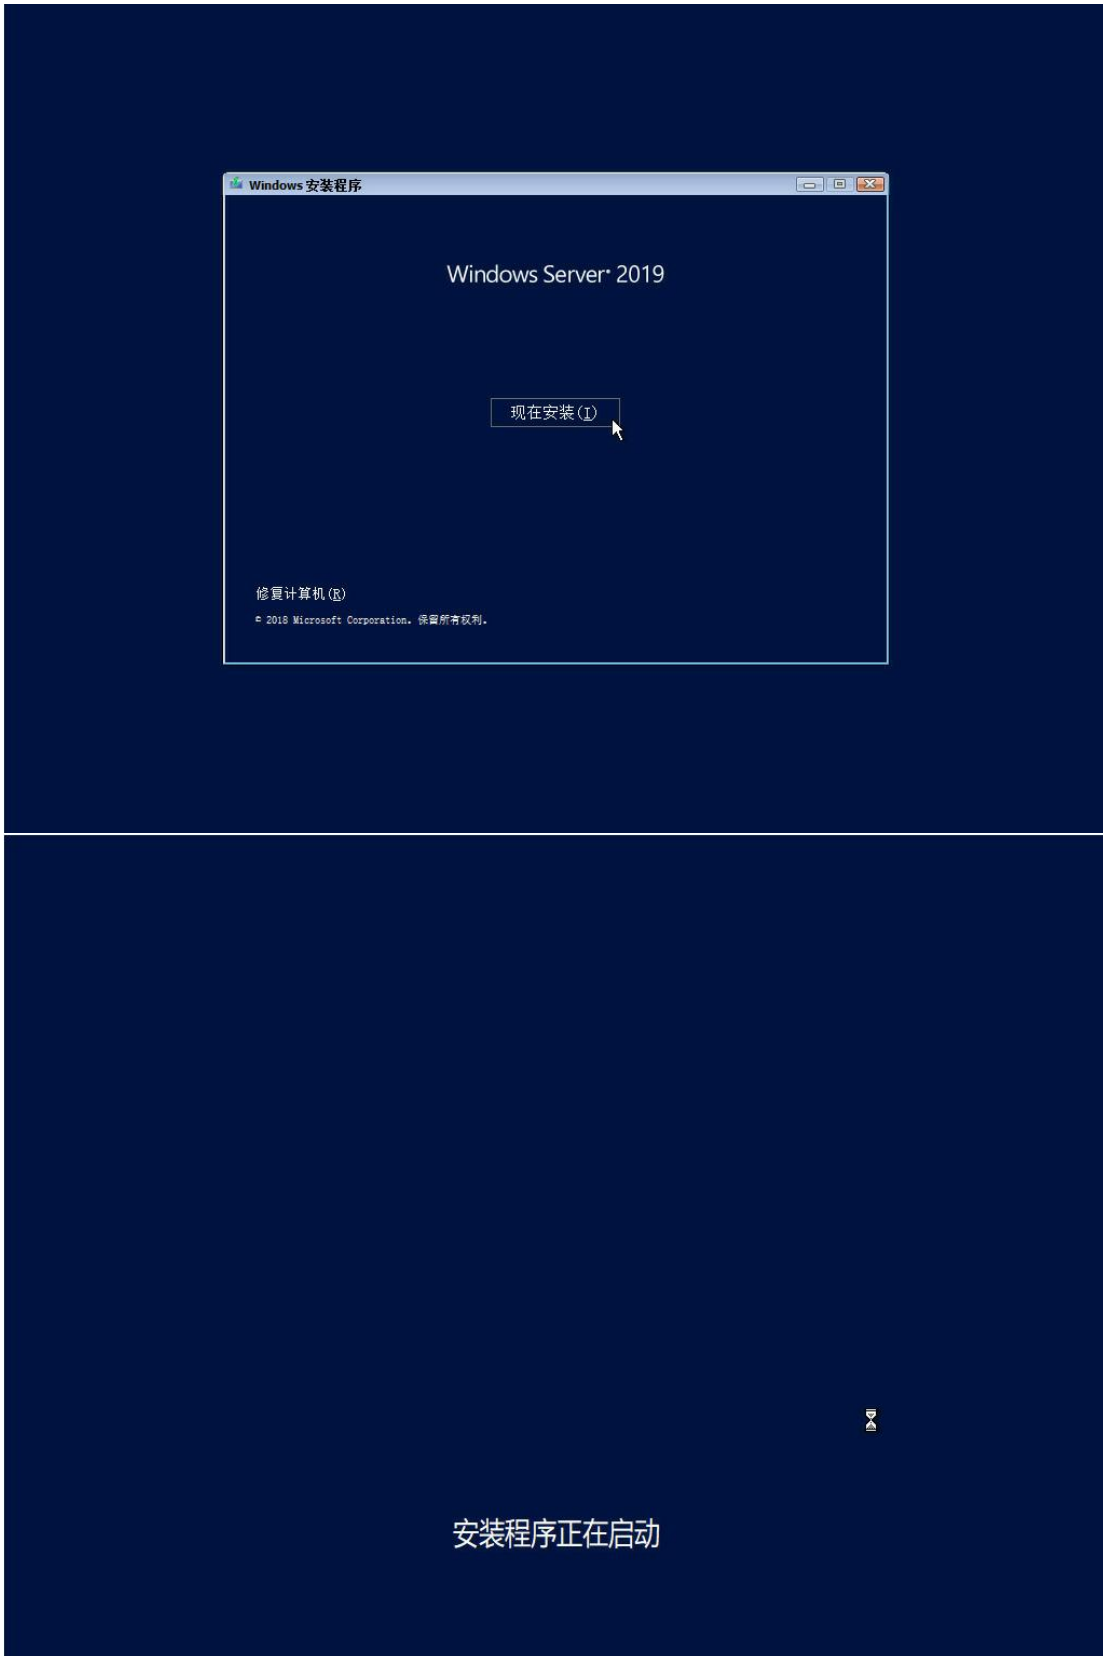 Windows 安装程序
Windows Server® 2019
现在安装(I)
修复计算机(R)
© 2018 Microsoft Corporation。保留所有权利。
安装程序正在启动